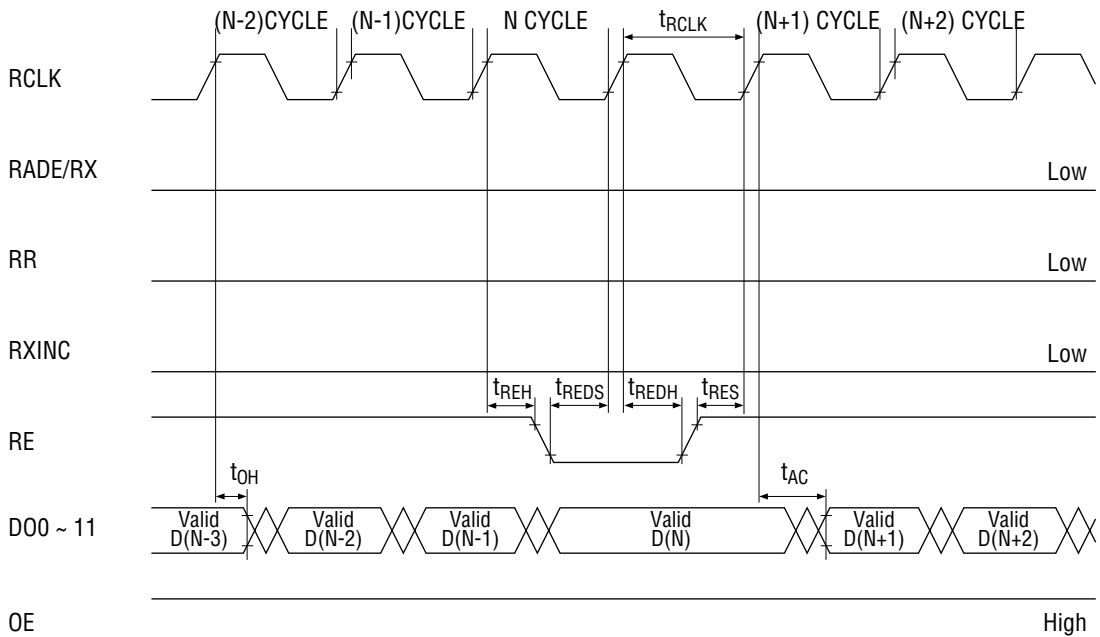 (N-2)CYCLE (N-1)CYCLE N CYCLE tRCLK (N+1) CYCLE (N+2) CYCLE
RCLK
RADE/RX Low
RR Low
RXINC Low
tREH tREDS tREDH tRES
RE
tOH tAC
DO0 ~ 11
Valid D(N-3)
Valid D(N-2)
Valid D(N-1)
Valid D(N)
Valid D(N+1)
Valid D(N+2)
OE High